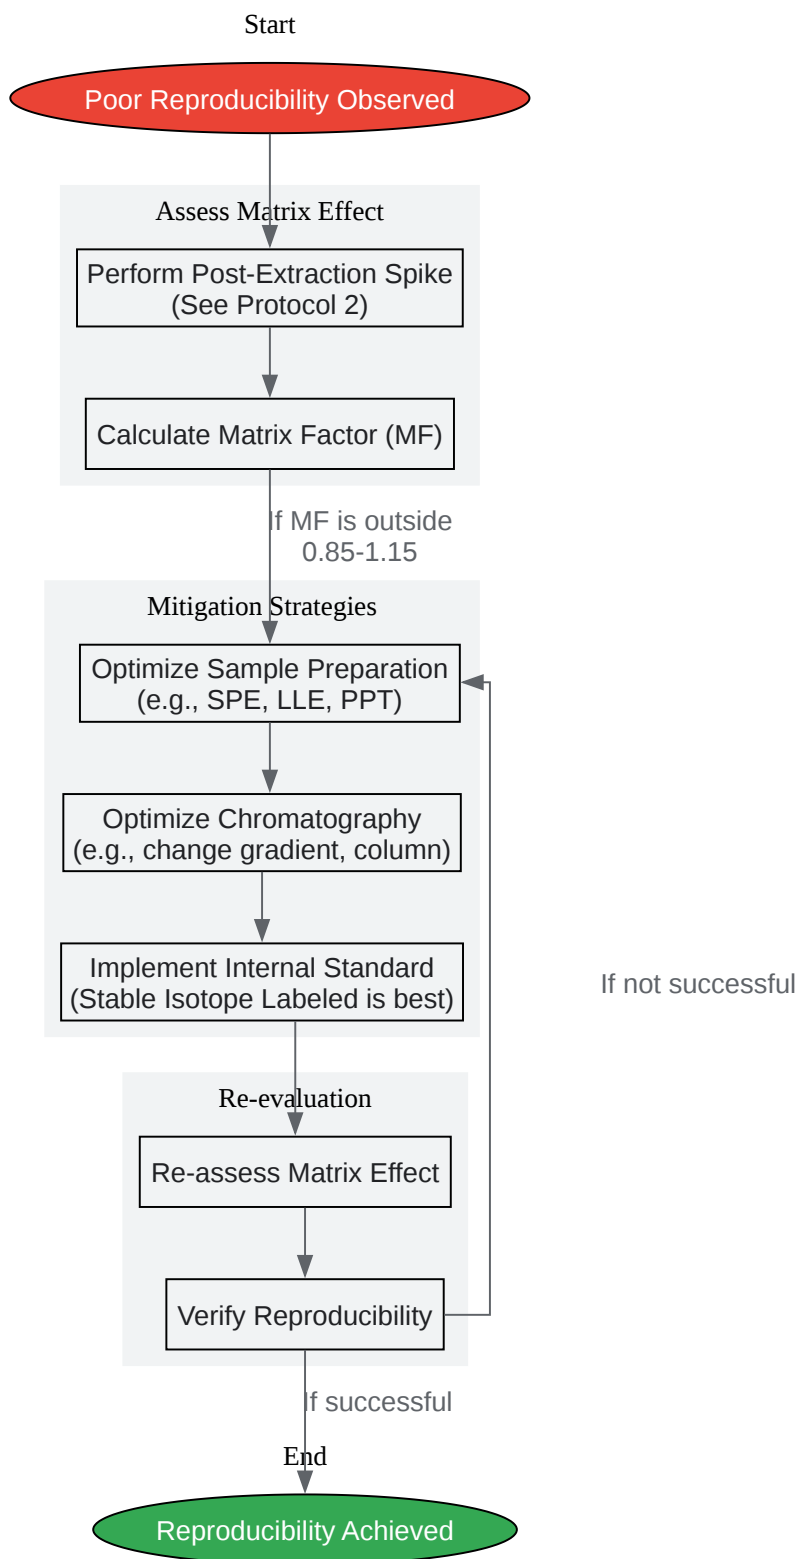 Start
Poor Reproducibility Observed
Assess Matrix Effect
Perform Post-Extraction Spike
(See Protocol 2)
Calculate Matrix Factor (MF)
If MF is outside
0.85-1.15
Mitigation Strategies
Optimize Sample Preparation
(e.g., SPE, LLE, PPT)
Optimize Chromatography
(e.g., change gradient, column)
Implement Internal Standard
(Stable Isotope Labeled is best)
If not successful
Re-evaluation
Re-assess Matrix Effect
Verify Reproducibility
If successful
End
Reproducibility Achieved